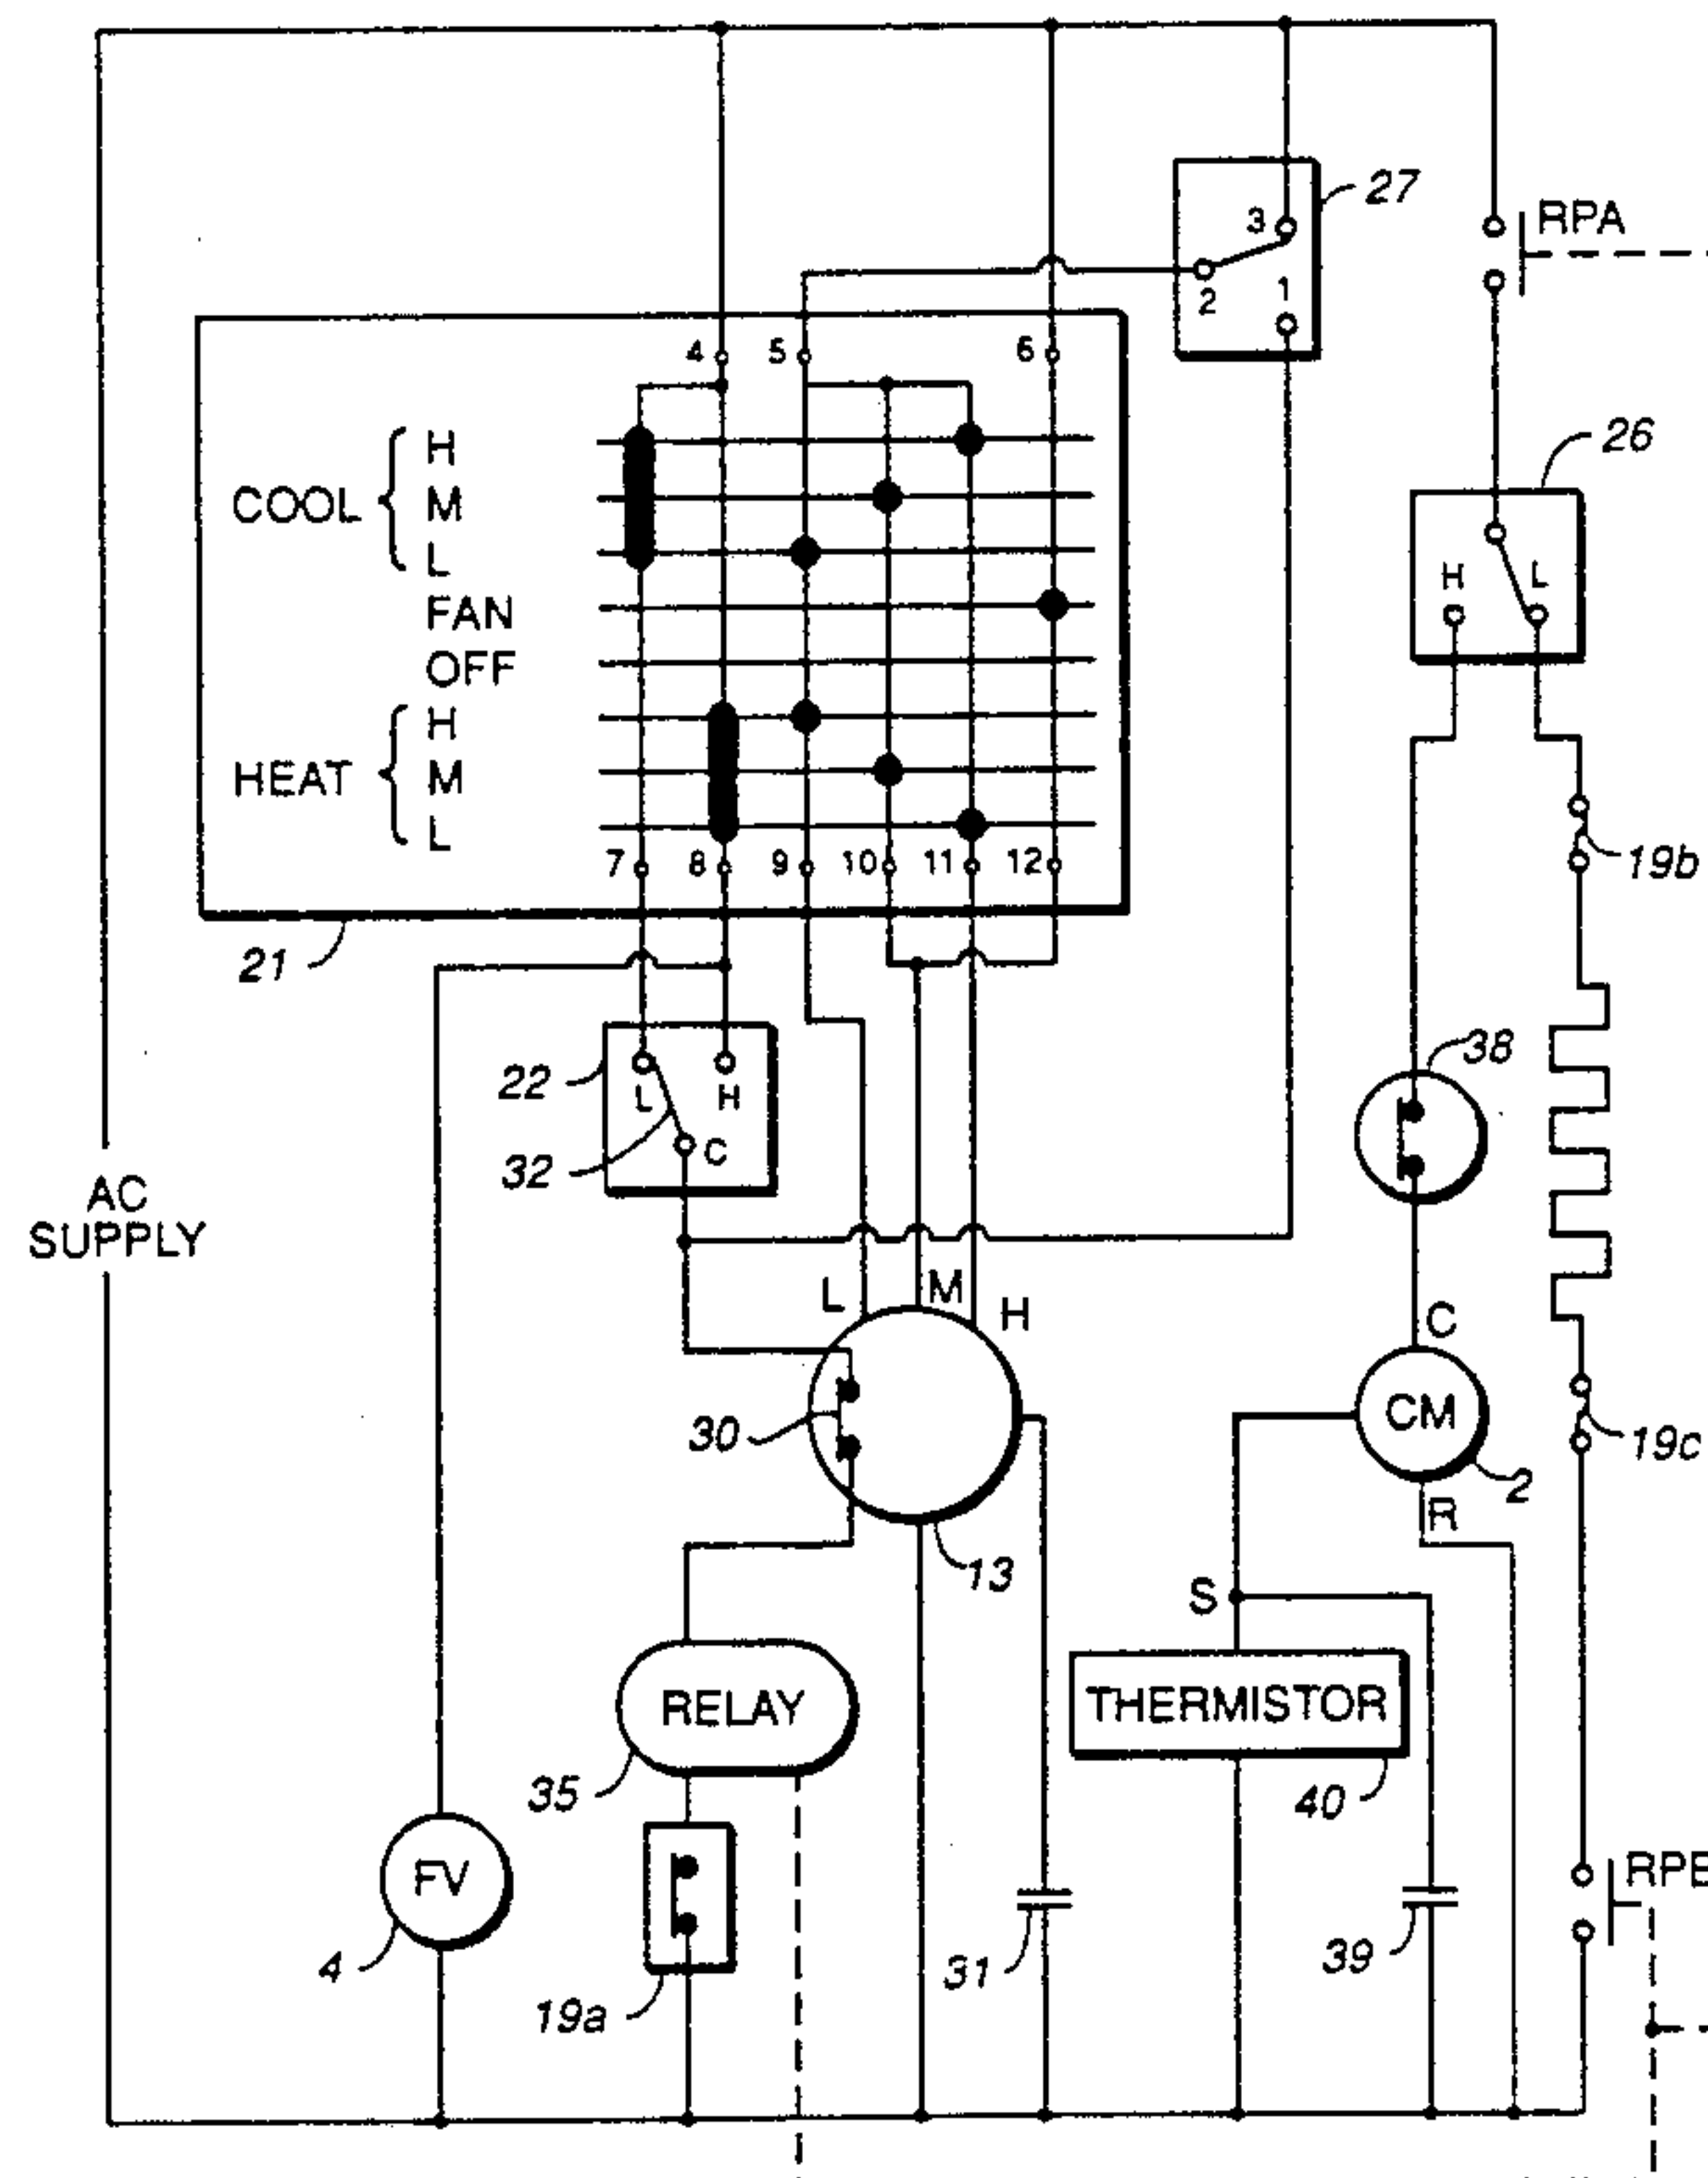 27
3
RPA
2
1
4
5
6
26
COOL
H
M
L
FAN
OFF
HEAT
H
M
L
H
L
7
8
9
10
11
12
19b
21
38
22
L
H
32
C
AC
SUPPLY
L
M
H
C
CM
30
19c
2
R
13
S
RELAY
THERMISTOR
35
40
FV
RPB
4
31
39
19a